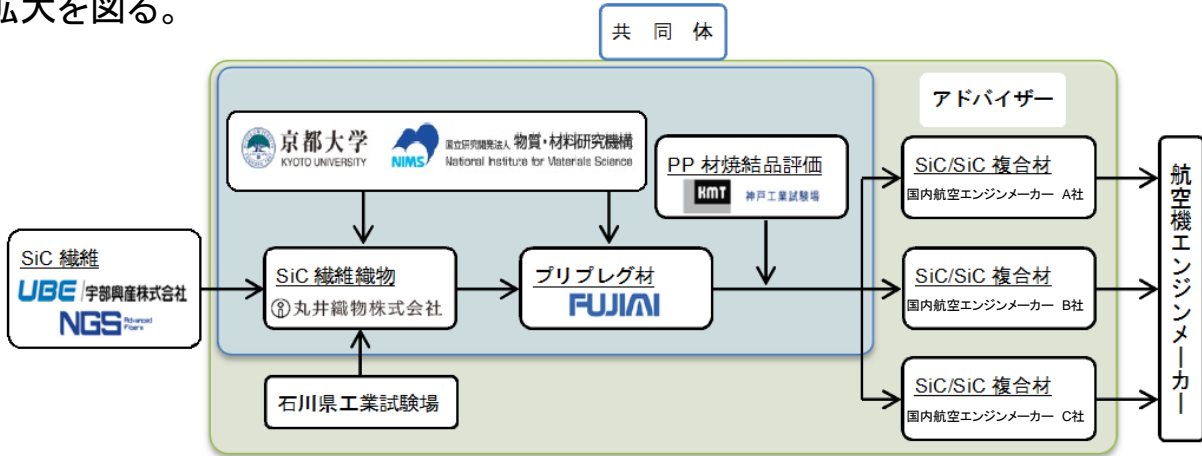 拡大を図る。
共 同 体
アドバイザー
京都大学
KYOTO UNIVERSITY
NIMS
国立研究開発法人 物質・材料研究機構
National Institute for Materials Science
PP 材焼結品評価
KMT 神戸工業試験場
SiC 繊維
UBE 宇部興産株式会社
NGS Advanced Fibers
SiC 繊維織物
丸井織物株式会社
プリプレグ材
FUJIMI
石川県工業試験場
SiC/SiC 複合材
国内航空エンジンメーカー A社
SiC/SiC 複合材
国内航空エンジンメーカー B社
SiC/SiC 複合材
国内航空エンジンメーカー C社
航空機エンジンメーカー